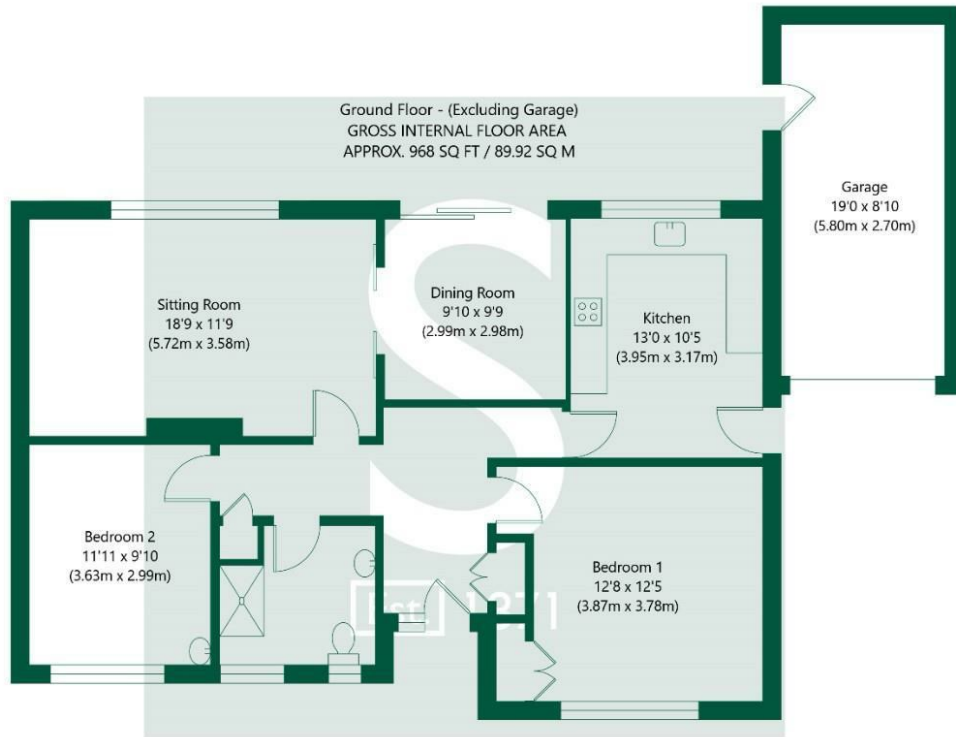 Ground Floor - (Excluding Garage)
GROSS INTERNAL FLOOR AREA
APPROX. 968 SQ FT / 89.92 SQ M
Garage
19'0 x 8'10
(5.80m x 2.70m)
Sitting Room
18'9 x 11'9
(5.72m x 3.58m)
Dining Room
9'10 x 9'9
(2.99m x 2.98m)
Kitchen
13'0 x 10'5
(3.95m x 3.17m)
Bedroom 2
11'11 x 9'10
(3.63m x 2.99m)
Bedroom 1
12'8 x 12'5
(3.87m x 3.78m)
S
Est. 1871